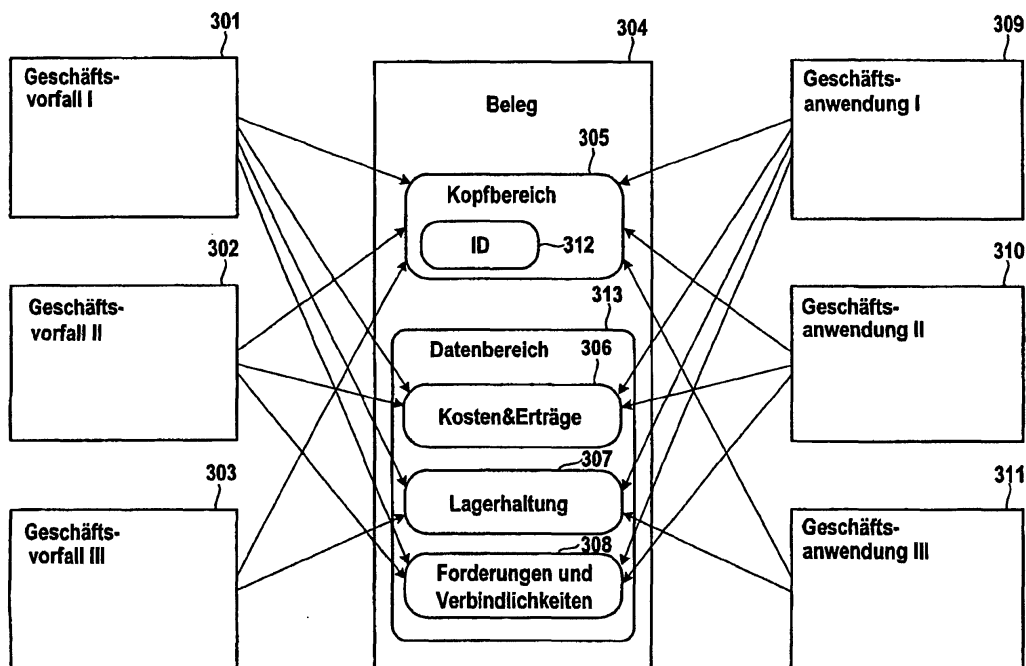 301
Geschäfts-
vorfall I
302
Geschäfts-
vorfall II
303
Geschäfts-
vorfall III
304
Beleg
305
Kopfbereich
ID
312
313
Datenbereich
306
Kosten&Erträge
307
Lagerhaltung
308
Forderungen und
Verbindlichkeiten
309
Geschäfts-
anwendung I
310
Geschäfts-
anwendung II
311
Geschäfts-
anwendung III